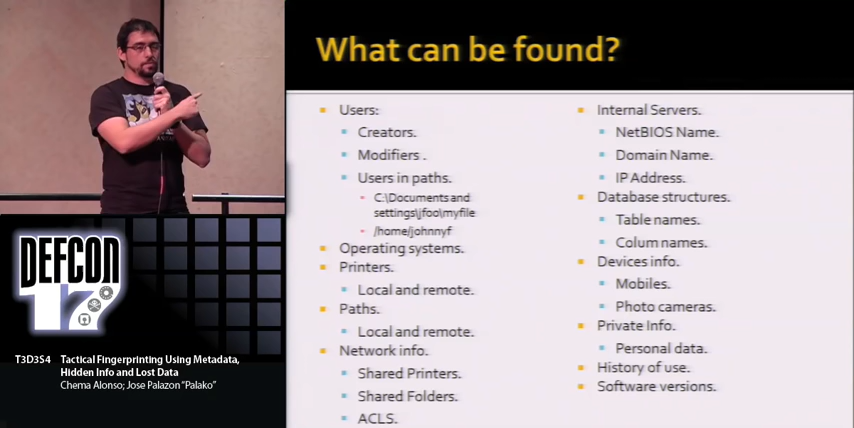 What can be found?
Users:
Creators.
Modifiers .
Users in paths.
C:\Documents and
settings\jfoo\myfile
/home/johnnyf
Operating systems.
Printers.
Local and remote.
Paths.
Local and remote.
Network info.
Shared Printers.
Shared Folders.
ACLS.
Internal Servers.
NetBIOS Name.
Domain Name.
IP Address.
Database structures.
Table names.
Colum names.
Devices info.
Mobiles.
Photo cameras.
Private Info.
Personal data.
History of use.
Software versions.
DEFCON
17
T3D3S4 Tactical Fingerprinting Using Metadata,
Hidden Info and Lost Data
Chema Alonso; Jose Palazon "Palako"